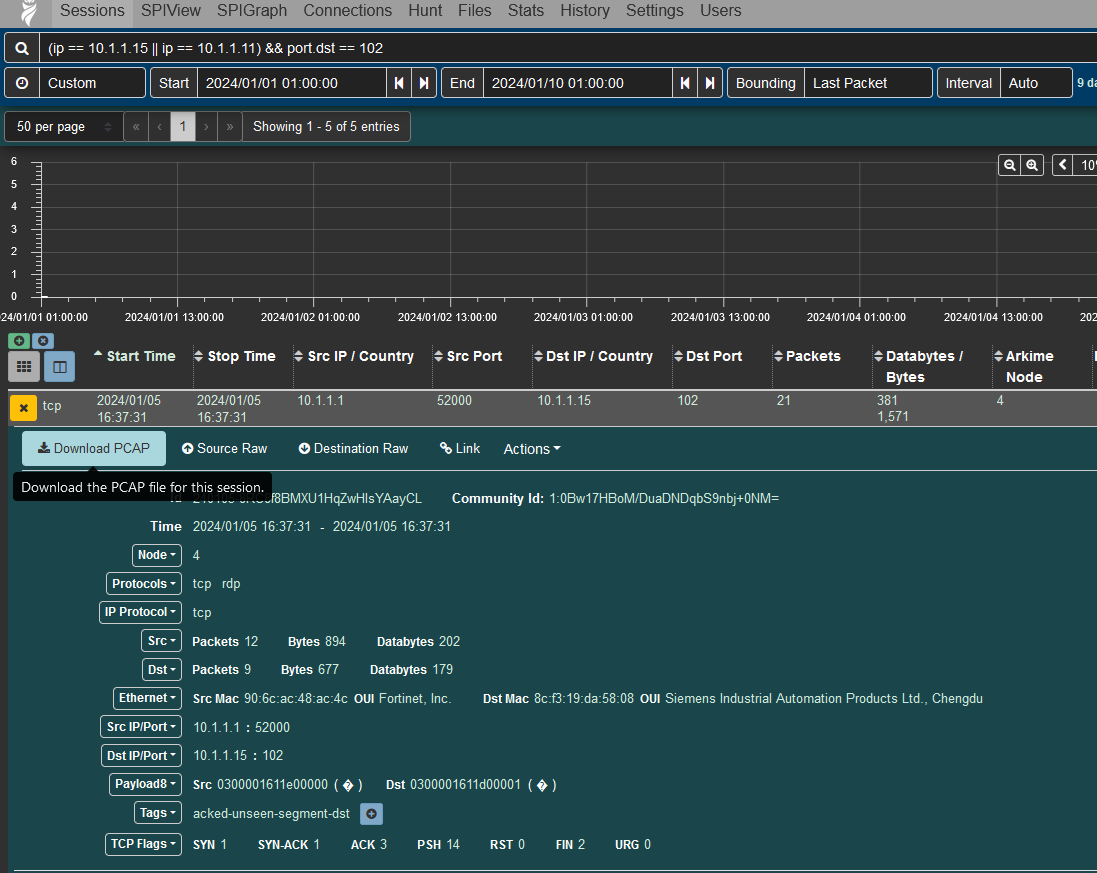 Sessions SPIView SPIGraph Connections Hunt Files Stats History Settings Users
(ip == 10.1.1.15 || ip == 10.1.1.11) && port.dst == 102
Custom Start 2024/01/01 01:00:00 End 2024/01/10 01:00:00 Bounding Last Packet Interval Auto 9 da
50 per page « ‹ 1 › » Showing 1 - 5 of 5 entries
6
5
4
3
2
1
0
10%
24/01/01 01:00:00 2024/01/01 13:00:00 2024/01/02 01:00:00 2024/01/02 13:00:00 2024/01/03 01:00:00 2024/01/03 13:00:00 2024/01/04 01:00:00 2024/01/04 13:00:00 202
Start Time Stop Time Src IP / Country Src Port Dst IP / Country Dst Port Packets Databytes / Arkime
Bytes Node
tcp 2024/01/05 2024/01/05 10.1.1.1 52000 10.1.1.15 102 21 381 4
16:37:31 16:37:31 1,571
Download PCAP Source Raw Destination Raw Link Actions
Download the PCAP file for this session.
Community Id: 1:0Bw17HBoM/DuaDNDqbS9nbj+0NM=
Time 2024/01/05 16:37:31 - 2024/01/05 16:37:31
Node 4
Protocols tcp rdp
IP Protocol tcp
Src Packets 12 Bytes 894 Databytes 202
Dst Packets 9 Bytes 677 Databytes 179
Ethernet Src Mac 90:6c:ac:48:ac:4c OUI Fortinet, Inc. Dst Mac 8c:f3:19:da:58:08 OUI Siemens Industrial Automation Products Ltd., Chengdu
Src IP/Port 10.1.1.1 : 52000
Dst IP/Port 10.1.1.15 : 102
Payload8 Src 0300001611e00000 ( � ) Dst 0300001611d00001 ( � )
Tags acked-unseen-segment-dst
TCP Flags SYN 1 SYN-ACK 1 ACK 3 PSH 14 RST 0 FIN 2 URG 0